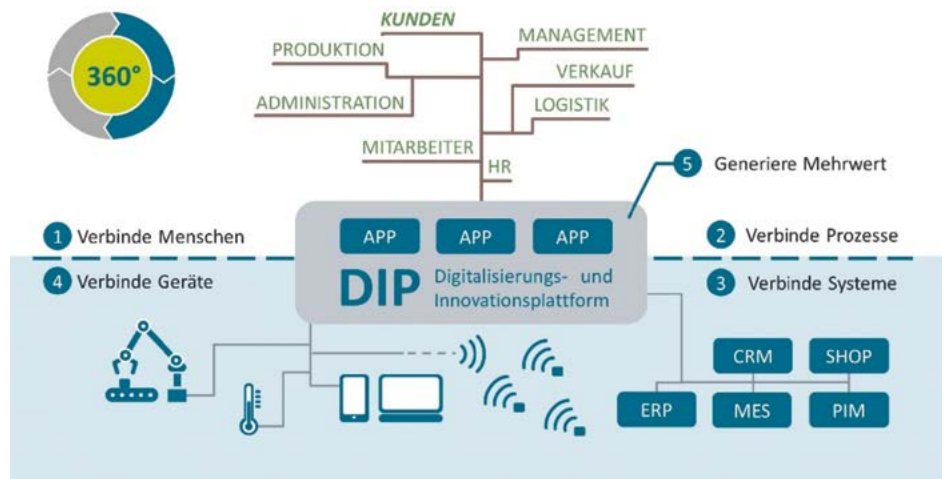 360°
KUNDEN
PRODUKTION
MANAGEMENT
VERKAUF
ADMINISTRATION
LOGISTIK
MITARBEITER
HR
5 Generiere Mehrwert
1 Verbinde Menschen
APP
APP
APP
2 Verbinde Prozesse
4 Verbinde Geräte
DIP
Digitalisierungs- und
Innovationsplattform
3 Verbinde Systeme
CRM
SHOP
ERP
MES
PIM